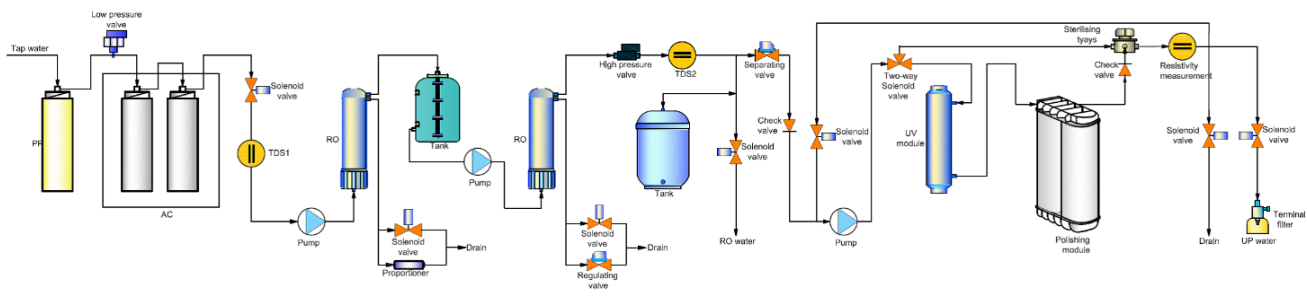 Low pressure
valve
Tap water
PP
AC
Solenoid
valve
TDS1
Pump
RO
Solenoid
valve
Proportioner
Drain
Tank
Pump
RO
Solenoid
valve
Regulating
valve
Drain
High pressure
valve
TDS2
Separating
valve
Tank
Solenoid
valve
RO water
Check
valve
Solenoid
valve
Pump
Two-way
Solenoid
valve
UV
module
Sterilising
tyays
Check
valve
Resistivity
measurement
Polishing
module
Solenoid
valve
Drain
Solenoid
valve
Terminal
filter
UP water